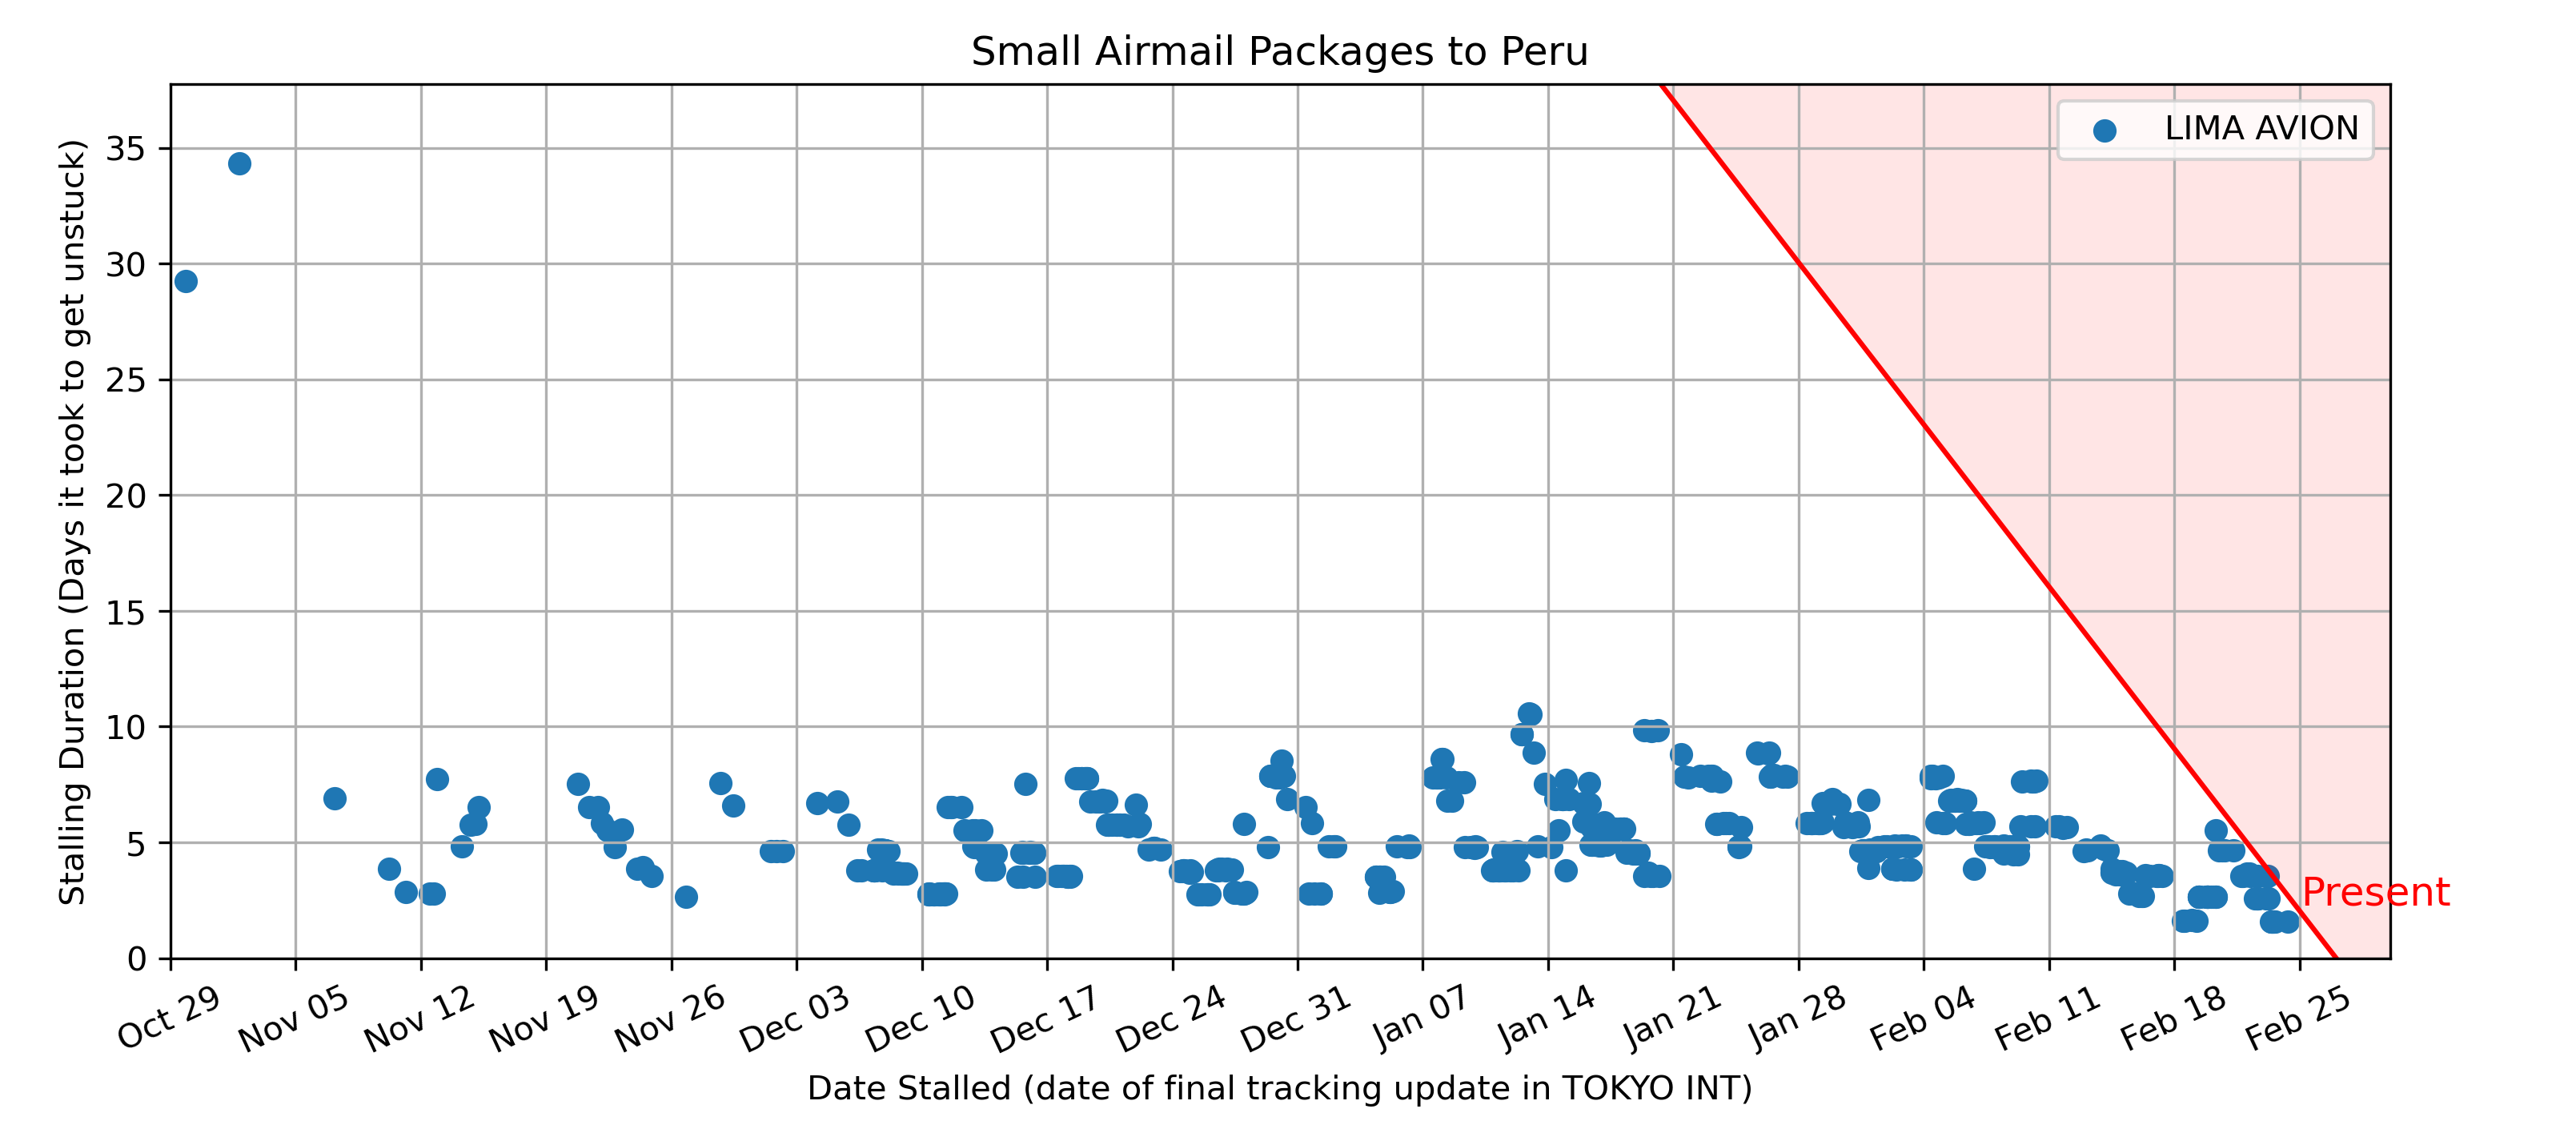 Small Airmail Packages to Peru
LIMA AVION
Stalling Duration (Days it took to get unstuck)
35
30
25
20
15
10
5
0
Present
Oct 29
Nov 05
Nov 12
Nov 19
Nov 26
Dec 03
Dec 10
Dec 17
Dec 24
Dec 31
Jan 07
Jan 14
Jan 21
Jan 28
Feb 04
Feb 11
Feb 18
Feb 25
Date Stalled (date of final tracking update in TOKYO INT)